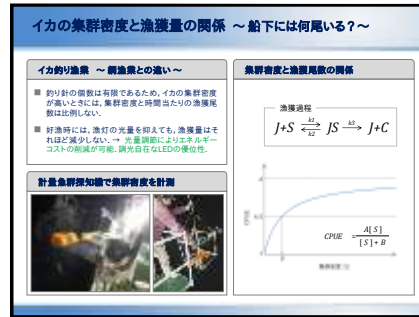 イカの集群密度と漁獲量の関係 ～船下には何尾いる？～
イカ釣り漁業 ～網漁業との違い～
■ 釣り針の個数は有限であるため，イカの集群密度
が高いときには，集群密度と時間当たりの漁獲尾
数は比例しない．
■ 好漁時には，漁灯の光量を抑えても，漁獲量はそ
れほど減少しない．→ 光量調節によりエネルギー
コストの削減が可能．調光自在なLEDの優位性．
計量魚群探知機で集群密度を計測
集群密度と漁獲尾数の関係
漁獲過程
J+S k1 k2 JS k3 J+C
A
CPUE
CPUE = A[S] / [S] + B
B
集群密度 [S]